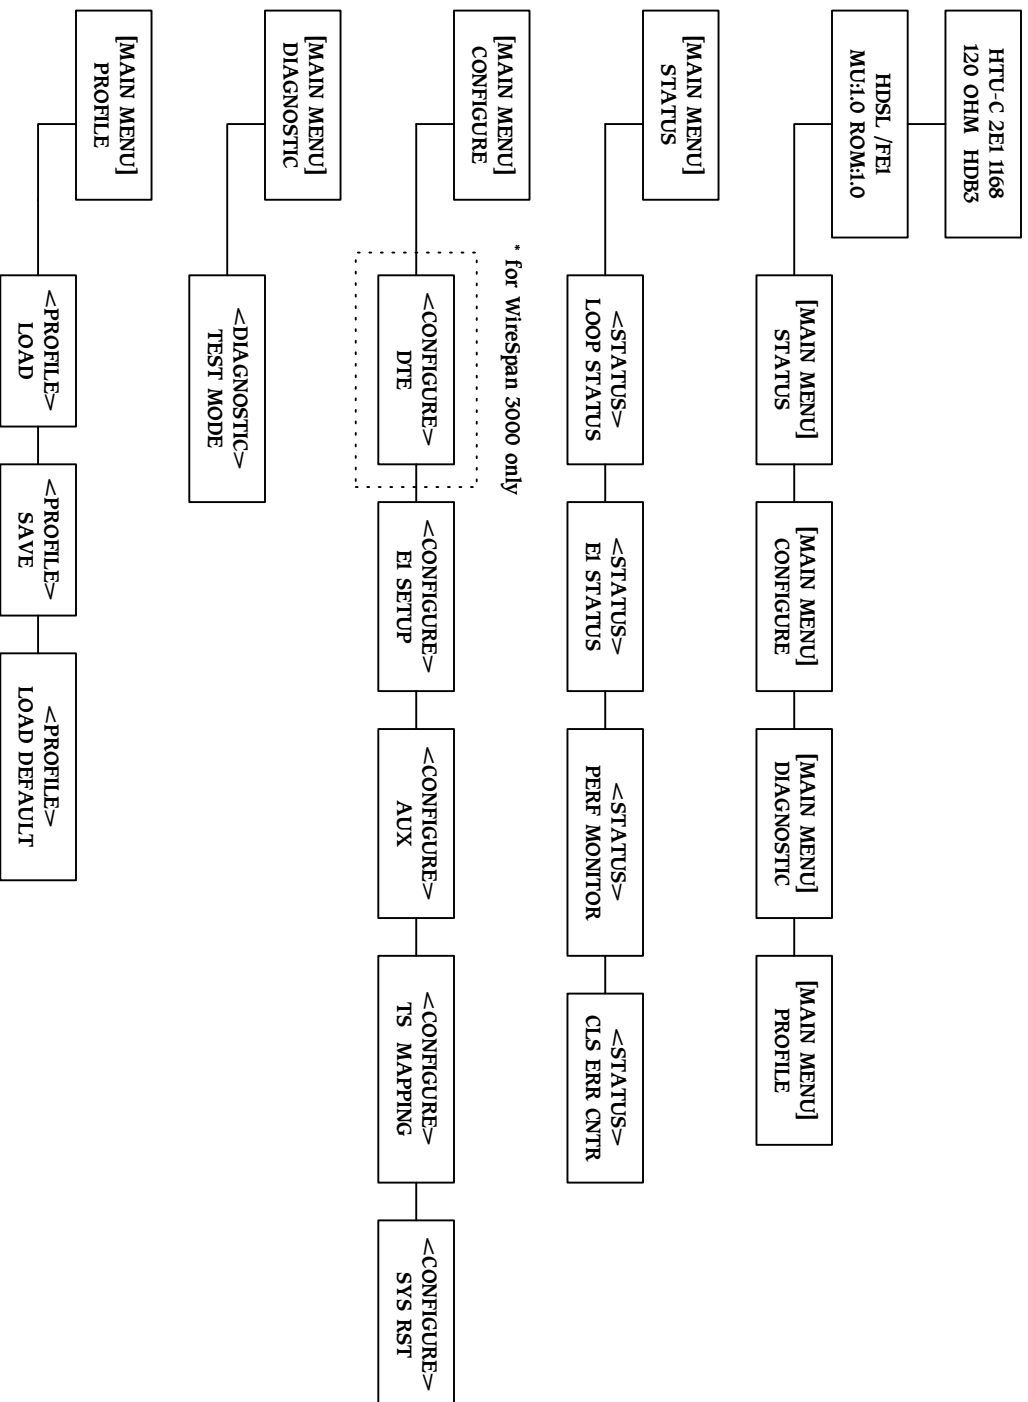 HTU-C 2E1 1168
120 OHM HDB3
HDSL /FE1
MU:1.0 ROM:1.0
[MAIN MENU]
STATUS
[MAIN MENU]
CONFIGURE
[MAIN MENU]
DIAGNOSTIC
[MAIN MENU]
PROFILE
[MAIN MENU]
STATUS
<STATUS>
LOOP STATUS
<STATUS>
E1 STATUS
<STATUS>
PERF MONITOR
<STATUS>
CLS ERR CNTR
* for WireSpan 3000 only
[MAIN MENU]
CONFIGURE
<CONFIGURE>
DTE
<CONFIGURE>
E1 SETUP
<CONFIGURE>
AUX
<CONFIGURE>
TS MAPPING
<CONFIGURE>
SYS RST
[MAIN MENU]
DIAGNOSTIC
<DIAGNOSTIC>
TEST MODE
[MAIN MENU]
PROFILE
<PROFILE>
LOAD
<PROFILE>
SAVE
<PROFILE>
LOAD DEFAULT